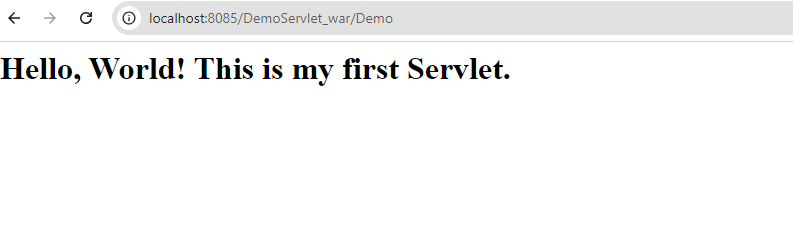 localhost:8085/DemoServlet_war/Demo
Hello, World! This is my first Servlet.